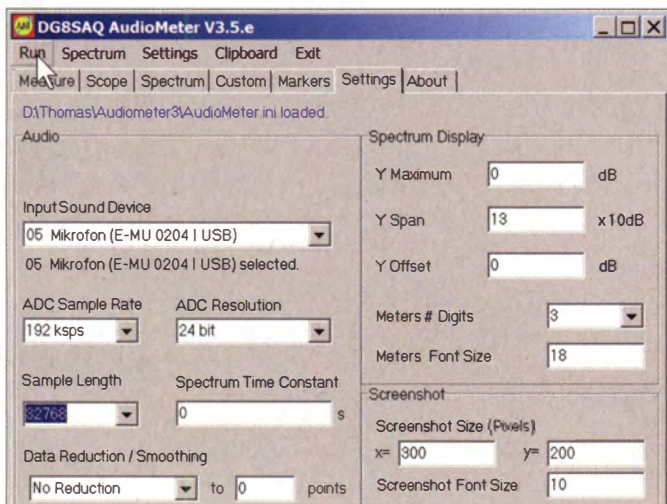 AM DG8SAQ AudioMeter V3.5.e
Run Spectrum Settings Clipboard Exit
Measure Scope Spectrum Custom Markers Settings About
D:\Thomas\Audiometer3\AudioMeter.ini loaded.
Audio
Input Sound Device
05 Mikrofon (E-MU 0204 | USB)
05 Mikrofon (E-MU 0204 | USB) selected.
ADC Sample Rate ADC Resolution
192 ksps 24 bit
Sample Length Spectrum Time Constant
32768 0 s
Data Reduction / Smoothing
No Reduction to 0 points
Spectrum Display
Y Maximum 0 dB
Y Span 13 x10dB
Y Offset 0 dB
Meters # Digits 3
Meters Font Size 18
Screenshot
Screenshot Size (Pixels)
x= 300 y= 200
Screenshot Font Size 10